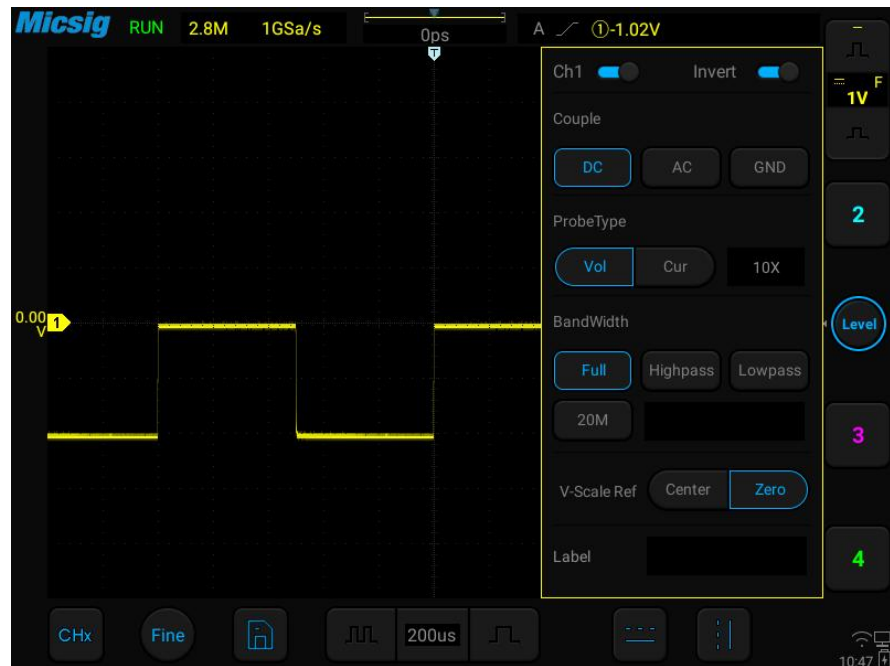 Micsig RUN 2.8M 1GSa/s 0ps A ①-1.02V
T
Ch1 Invert
F
1V
Couple
DC AC GND
ProbeType
2
Vol Cur 10X
0.00 V 1
BandWidth
Level
Full Highpass Lowpass
20M
3
V-Scale Ref Center Zero
Label
4
CHx Fine 200us
10:47